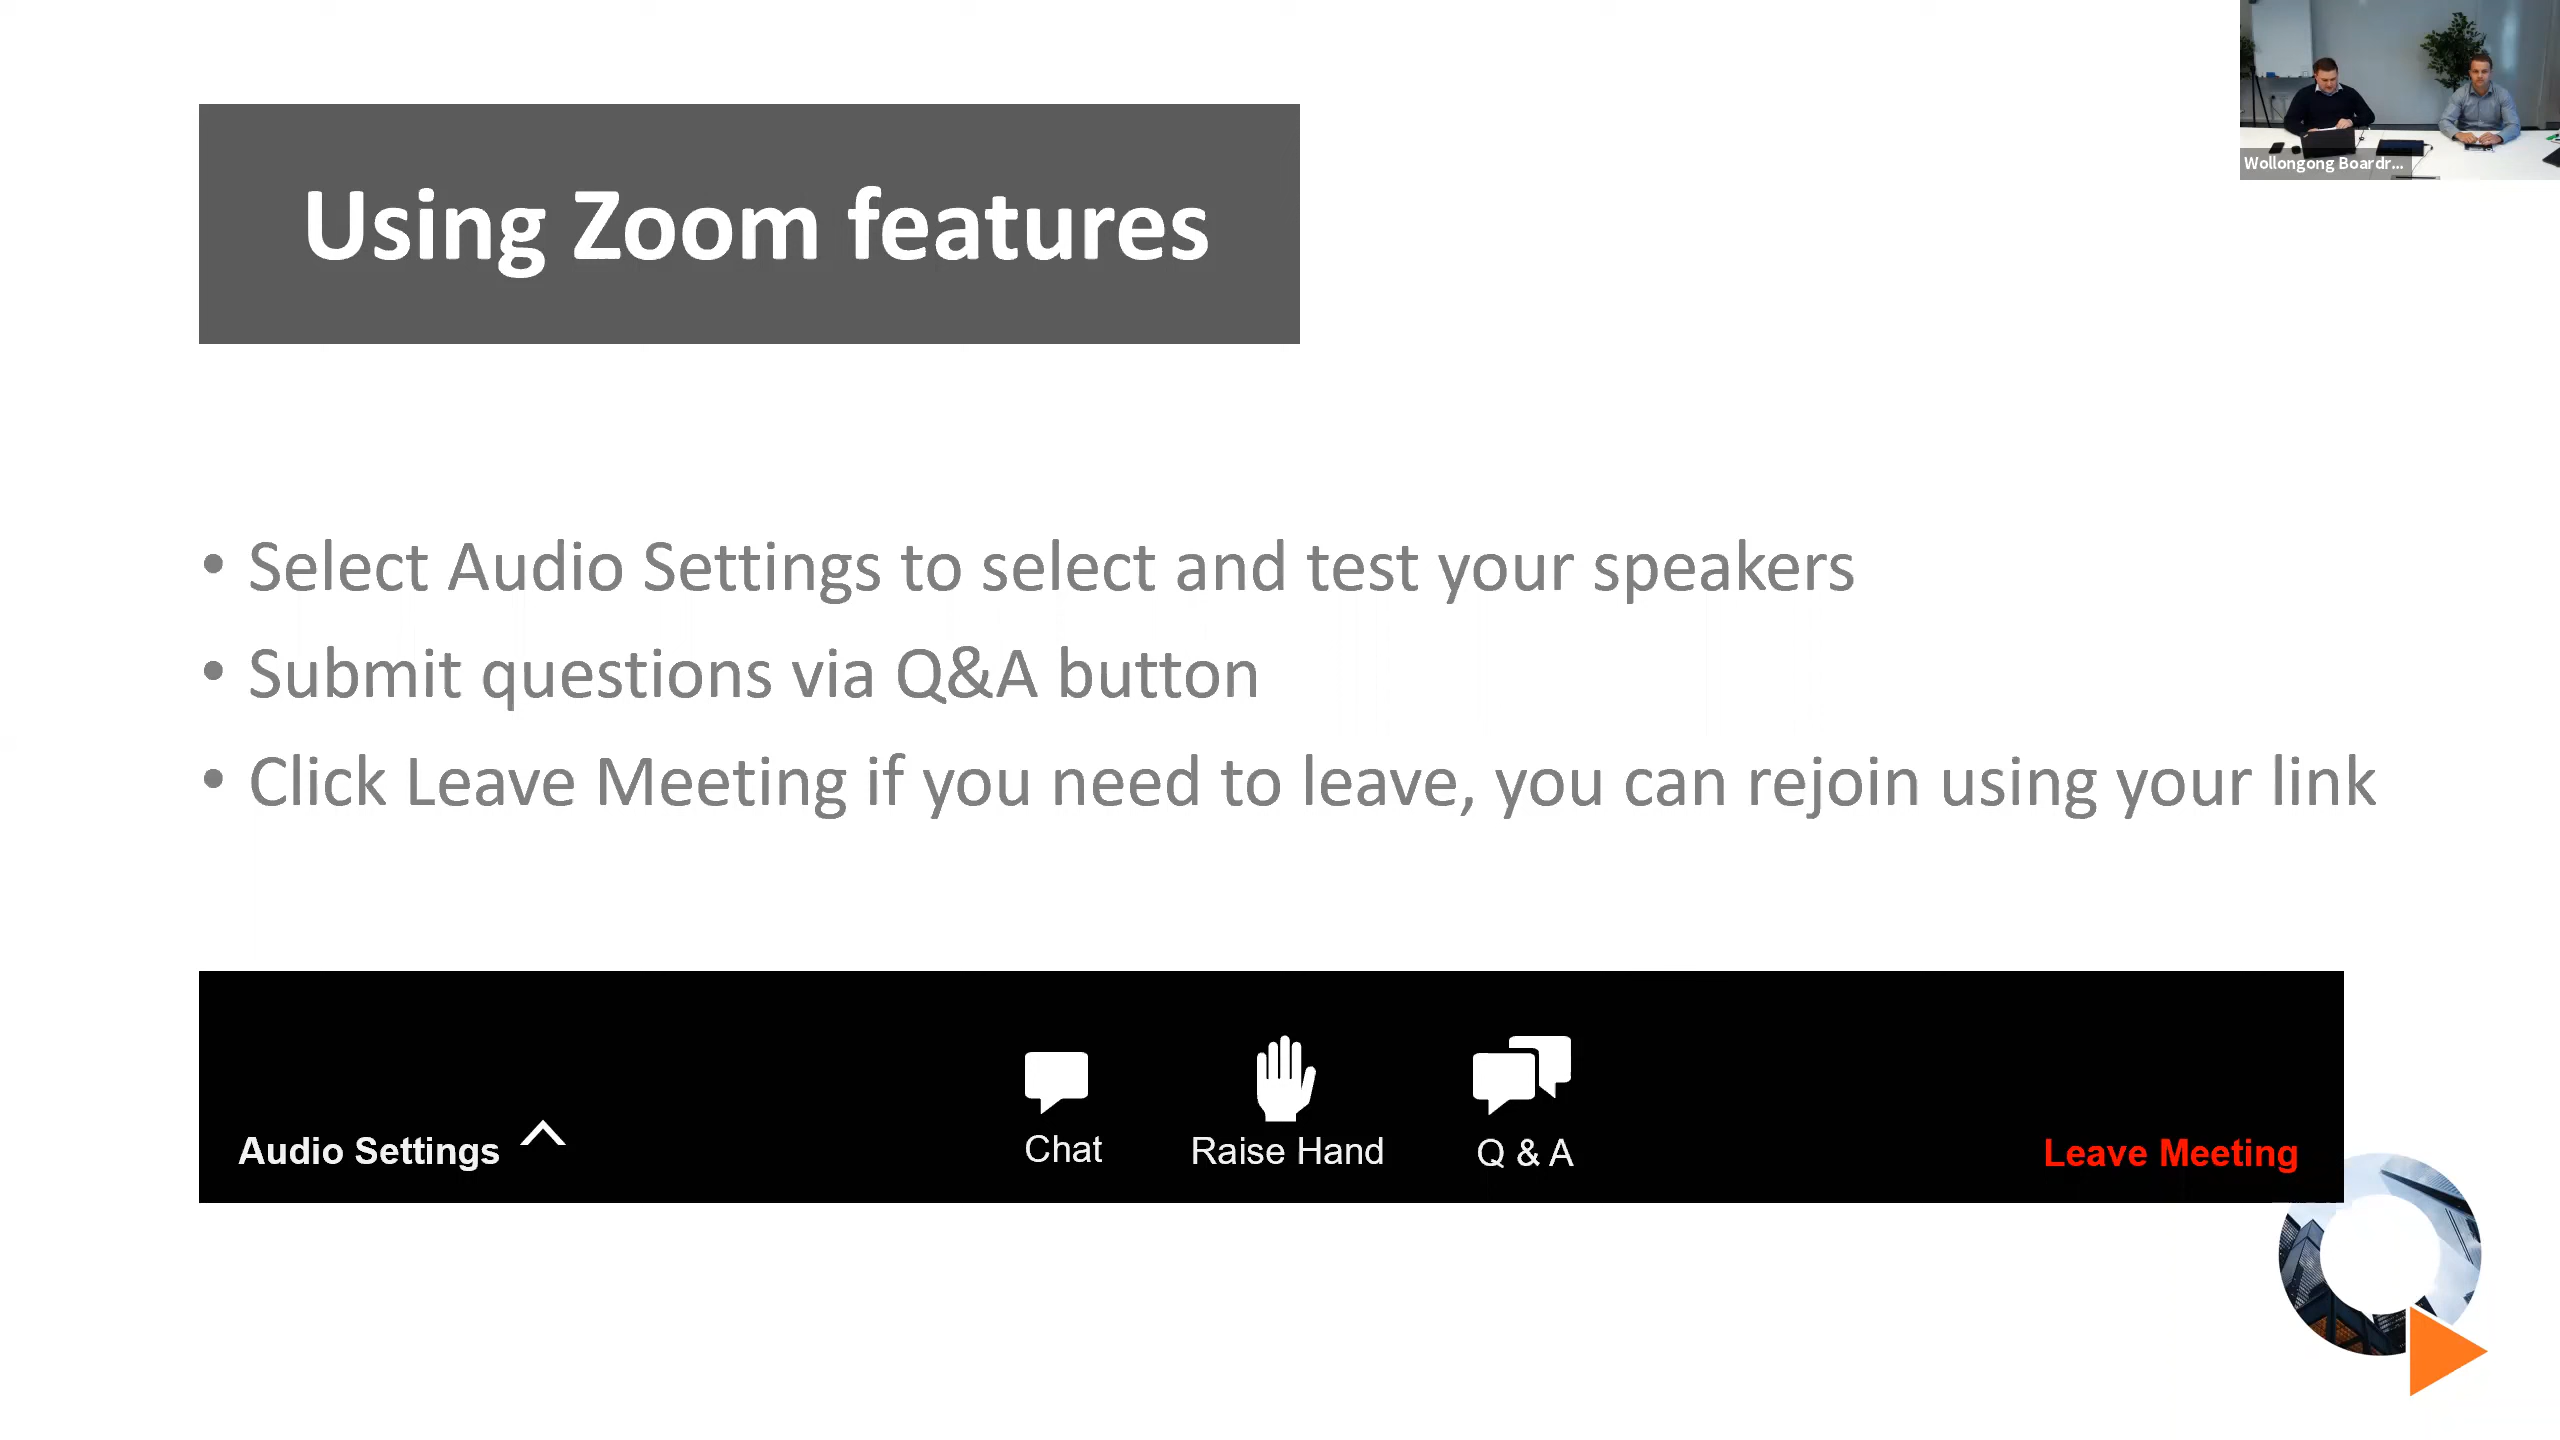 Wollongong Boardr...
Using Zoom features
• Select Audio Settings to select and test your speakers
• Submit questions via Q&A button
• Click Leave Meeting if you need to leave, you can rejoin using your link
Audio Settings
Chat
Raise Hand
Q & A
Leave Meeting